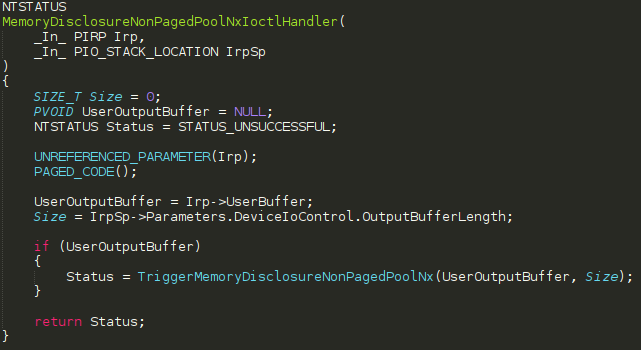 NTSTATUS
MemoryDisclosureNonPagedPoolNxIoctlHandler(
    _In_ PIRP Irp,
    _In_ PIO_STACK_LOCATION IrpSp
)
{
    SIZE_T Size = 0;
    PVOID UserOutputBuffer = NULL;
    NTSTATUS Status = STATUS_UNSUCCESSFUL;

    UNREFERENCED_PARAMETER(Irp);
    PAGED_CODE();

    UserOutputBuffer = Irp->UserBuffer;
    Size = IrpSp->Parameters.DeviceIoControl.OutputBufferLength;

    if (UserOutputBuffer)
    {
        Status = TriggerMemoryDisclosureNonPagedPoolNx(UserOutputBuffer, Size);
    }

    return Status;
}